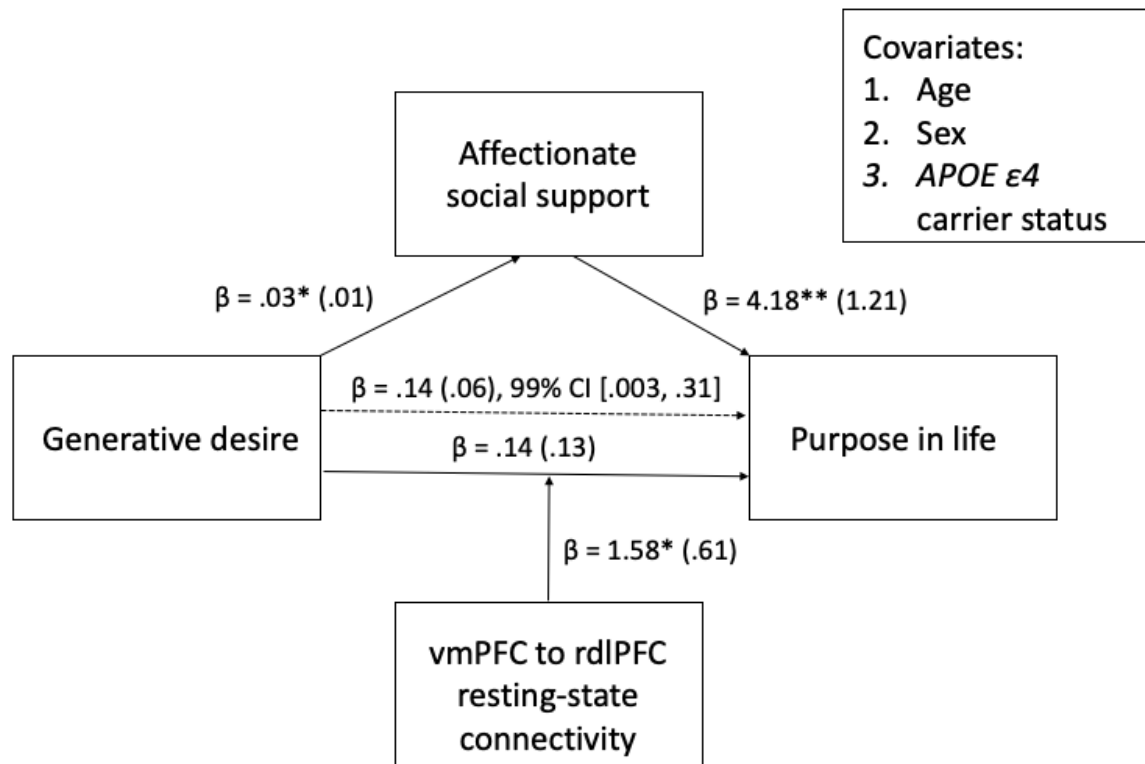 Covariates:
1. Age
2. Sex
3. APOE ε4
carrier status
Affectionate
social support
β = .03* (.01)
β = 4.18** (1.21)
Generative desire
β = .14 (.06), 99% CI [.003, .31]
β = .14 (.13)
Purpose in life
β = 1.58* (.61)
vmPFC to rdlPFC
resting-state
connectivity